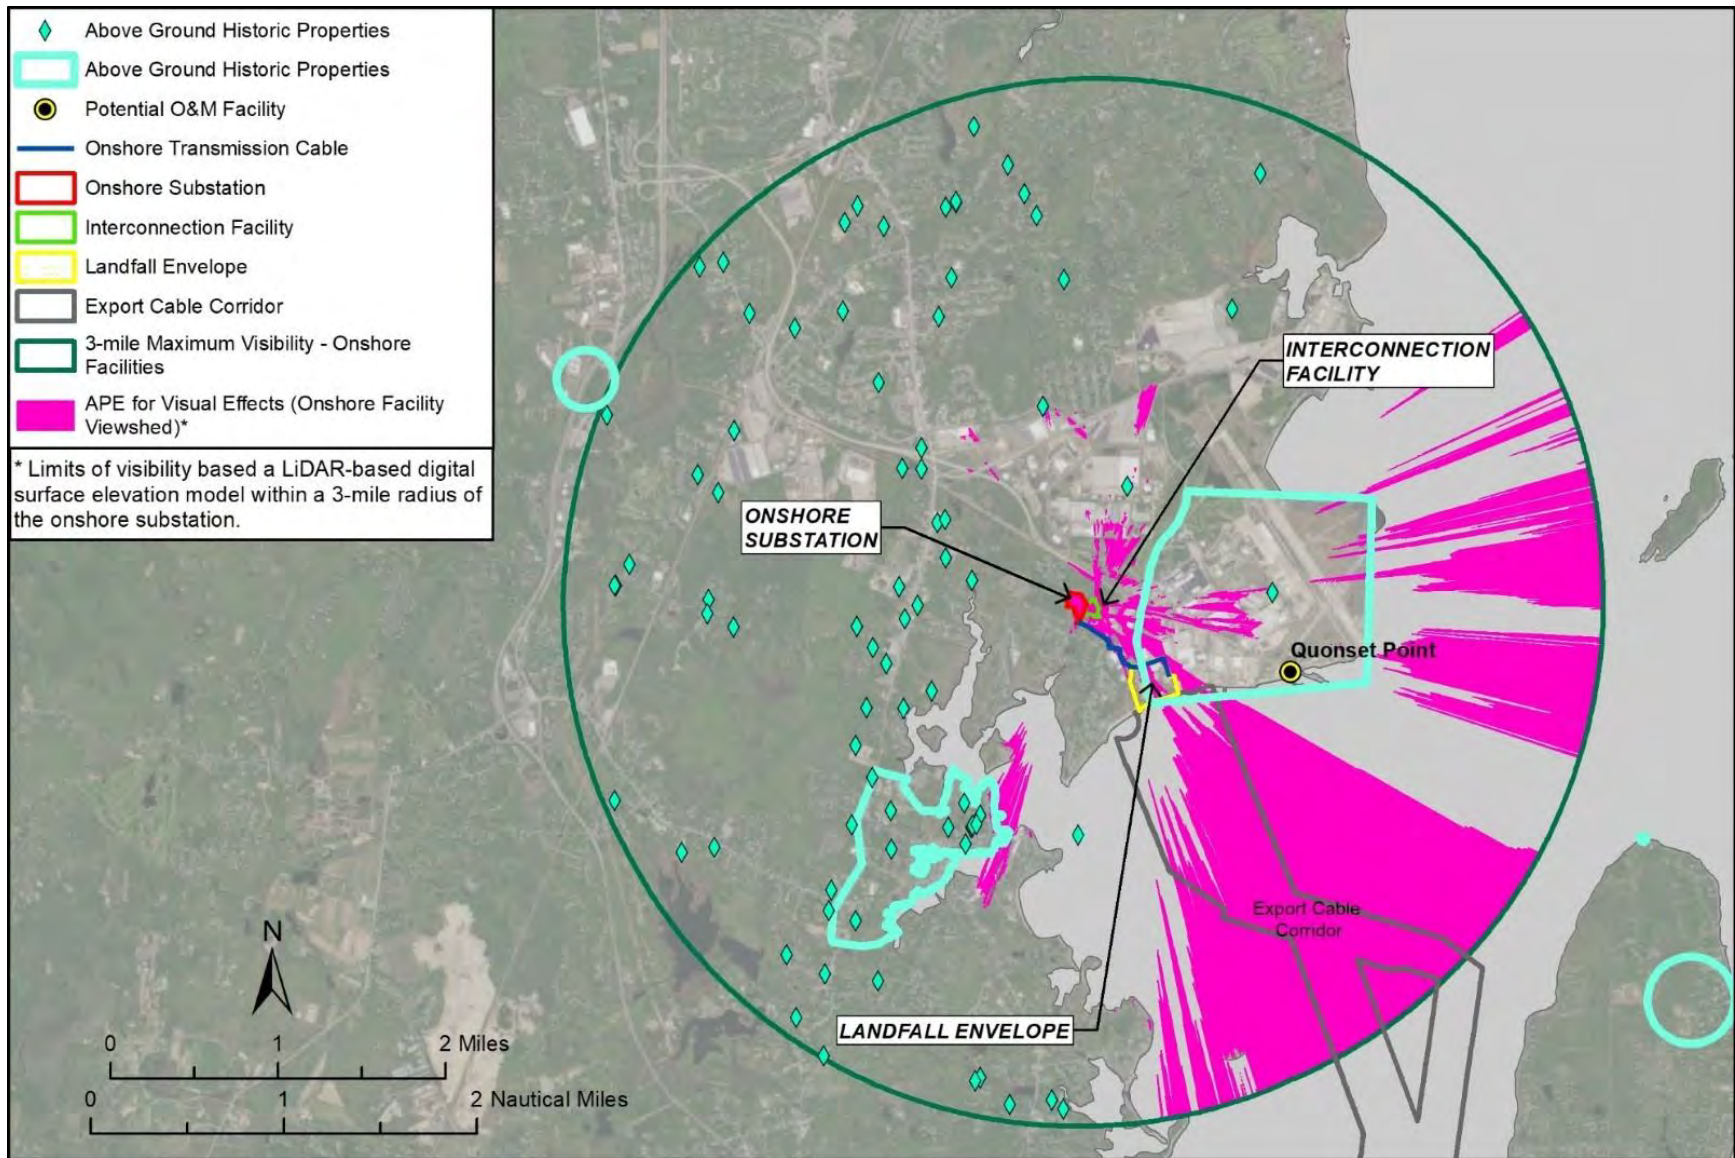 Above Ground Historic Properties
Above Ground Historic Properties
Potential O&M Facility
Onshore Transmission Cable
Onshore Substation
Interconnection Facility
Landfall Envelope
Export Cable Corridor
3-mile Maximum Visibility - Onshore
Facilities
APE for Visual Effects (Onshore Facility
Viewshed)*
* Limits of visibility based a LiDAR-based digital
surface elevation model within a 3-mile radius of
the onshore substation.
INTERCONNECTION
FACILITY
ONSHORE
SUBSTATION
Quonset Point
Export Cable
Corridor
LANDFALL ENVELOPE
N
0 1 2 Miles
0 1 2 Nautical Miles